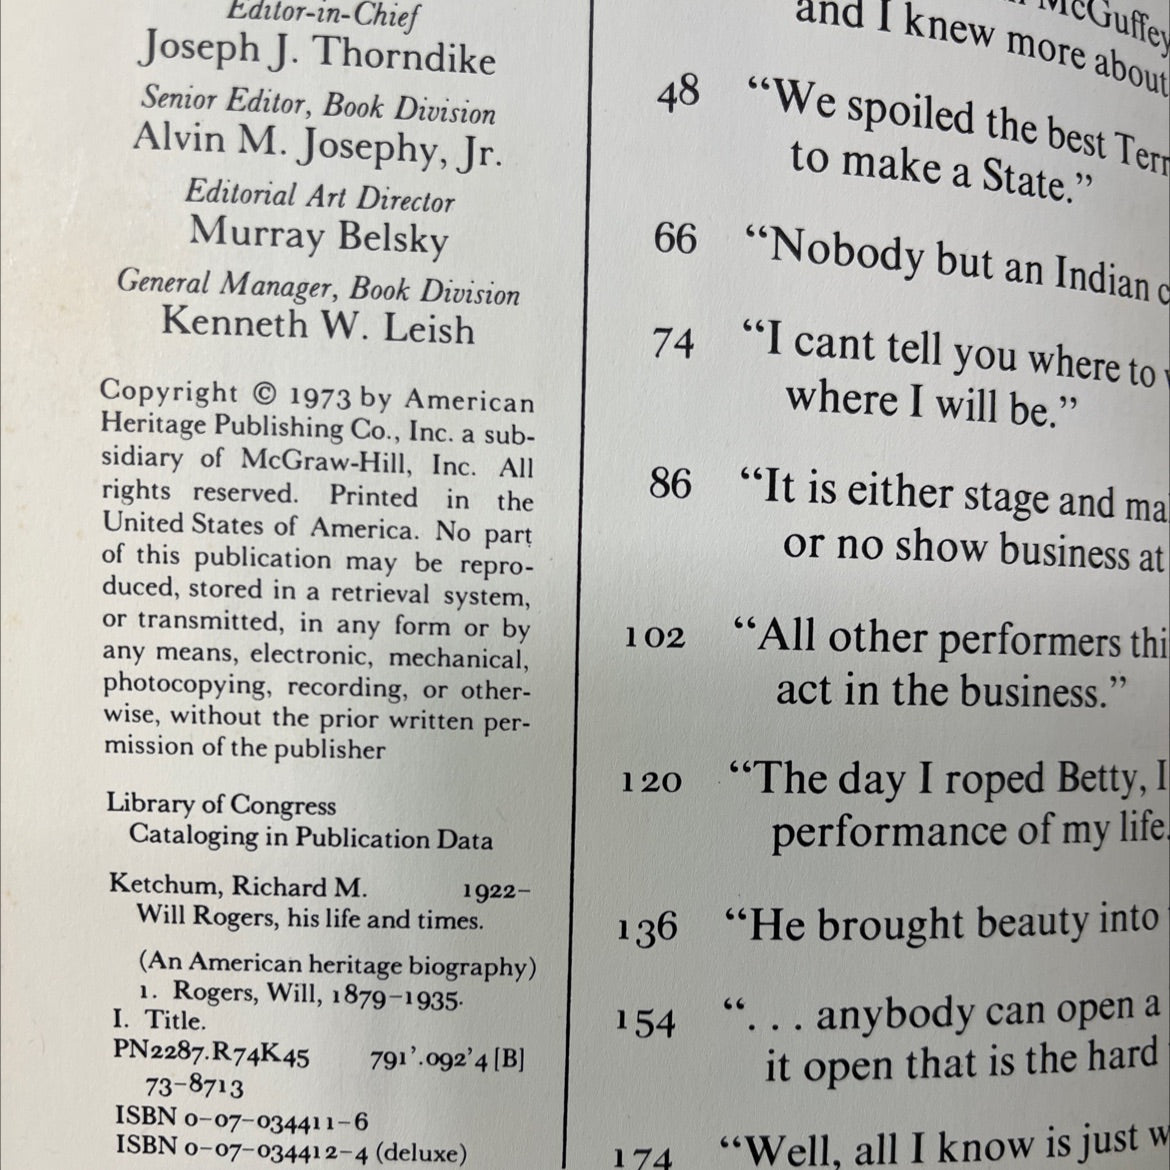 Editor-in-Chief
Joseph J. Thorndike
Senior Editor, Book Division
Alvin M. Josephy, Jr.
Editorial Art Director
Murray Belsky
General Manager, Book Division
Kenneth W. Leish
Copyright © 1973 by American
Heritage Publishing Co., Inc. a sub-
sidiary of McGraw-Hill, Inc. All
rights reserved. Printed in the
United States of America. No part
of this publication may be repro-
duced, stored in a retrieval system,
or transmitted, in any form or by
any means, electronic, mechanical,
photocopying, recording, or other-
wise, without the prior written per-
mission of the publisher
Library of Congress
Cataloging in Publication Data
Ketchum, Richard M. 1922–
Will Rogers, his life and times.
(An American heritage biography)
1. Rogers, Will, 1879–1935.
I. Title.
PN2287.R74K45 791'.092'4 [B]
73–8713
ISBN 0–07–034411–6
ISBN 0–07–034412–4 (deluxe)
McGuffey
and I knew more about
48 “We spoiled the best Terr
to make a State.”
66 “Nobody but an Indian c
74 “I cant tell you where to
where I will be.”
86 “It is either stage and ma
or no show business at
102 “All other performers thi
act in the business.”
120 “The day I roped Betty, I
performance of my life.
136 “He brought beauty into
154 “. . . anybody can open a
it open that is the hard
174 “Well, all I know is just w